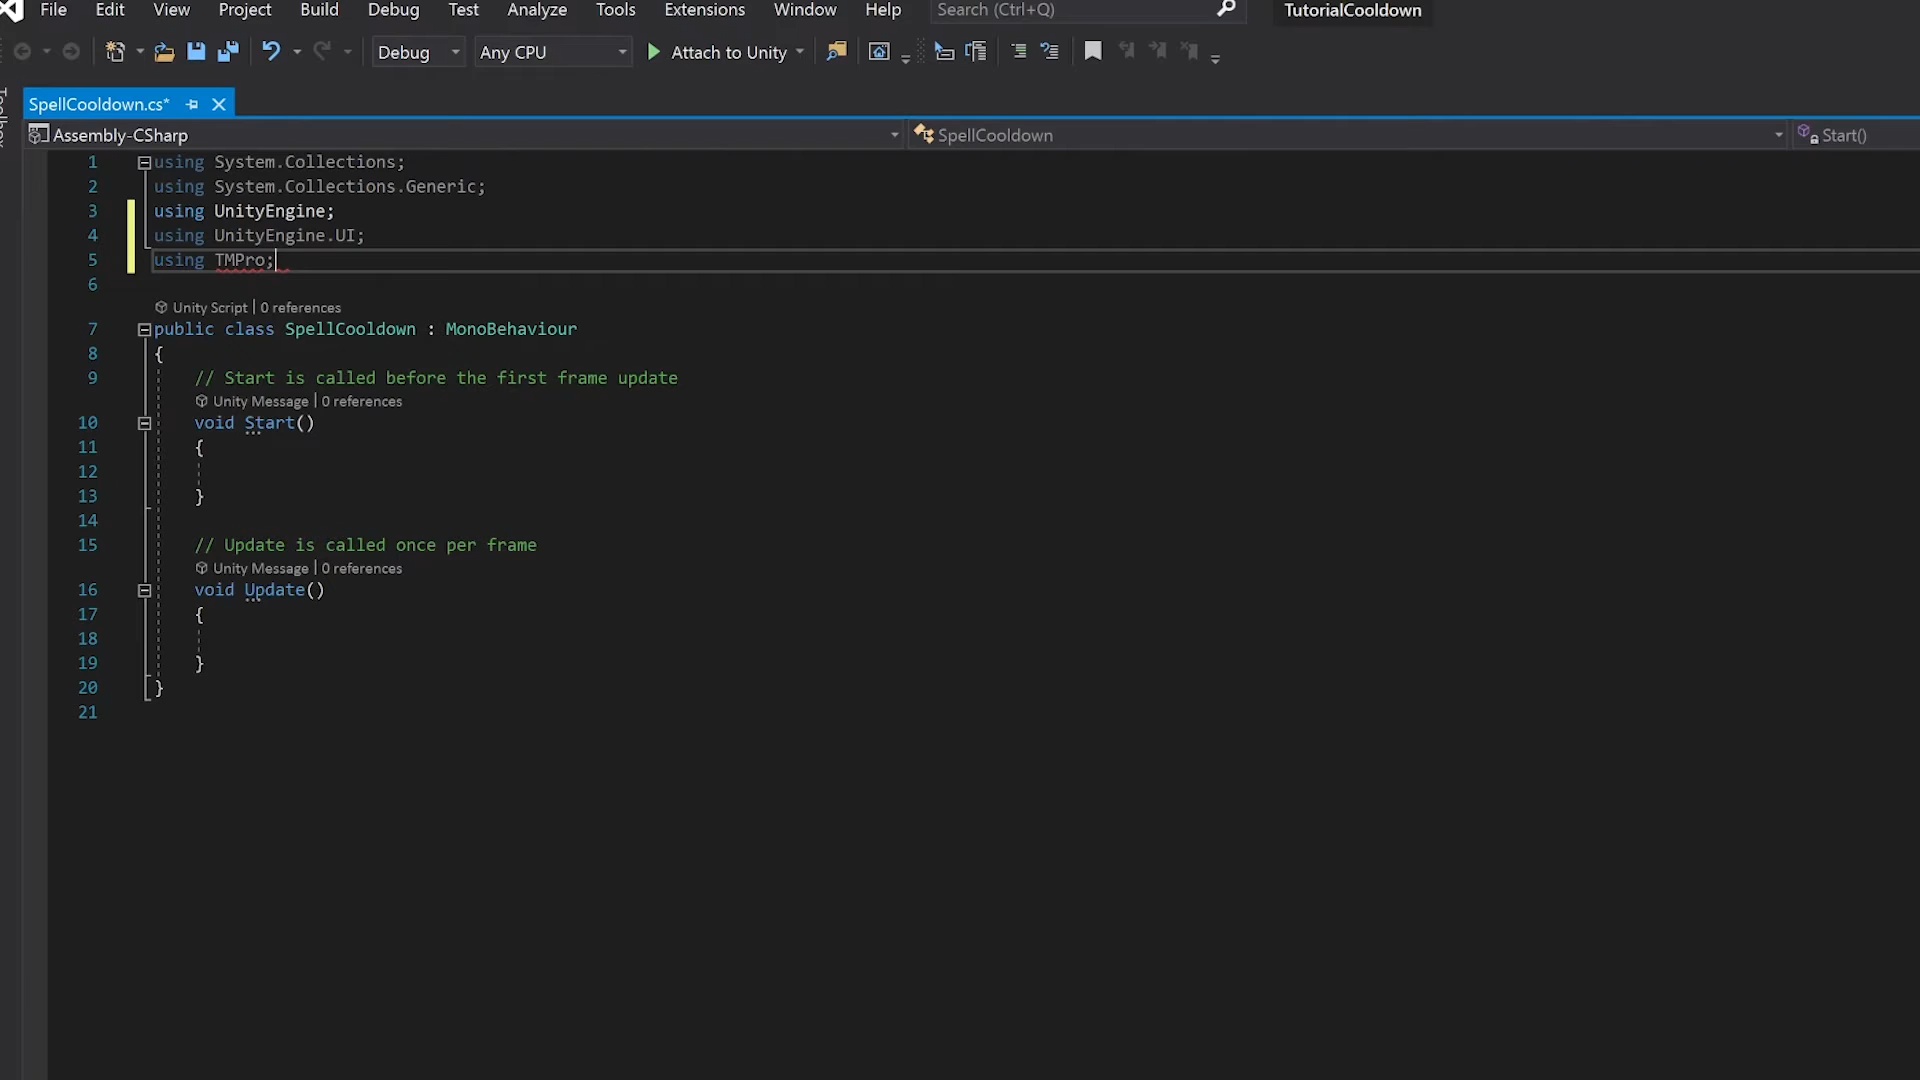 File Edit View Project Build Debug Test Analyze Tools Extensions Window Help Search (Ctrl+Q) TutorialCooldown
Debug Any CPU Attach to Unity
Toolbox
SpellCooldown.cs*
Assembly-CSharp SpellCooldown Start()
1 using System.Collections;
2 using System.Collections.Generic;
3 using UnityEngine;
4 using UnityEngine.UI;
5 using TMPro;
6
Unity Script | 0 references
7 public class SpellCooldown : MonoBehaviour
8 {
9 // Start is called before the first frame update
Unity Message | 0 references
10 void Start()
11 {
12
13 }
14
15 // Update is called once per frame
Unity Message | 0 references
16 void Update()
17 {
18
19 }
20 }
21